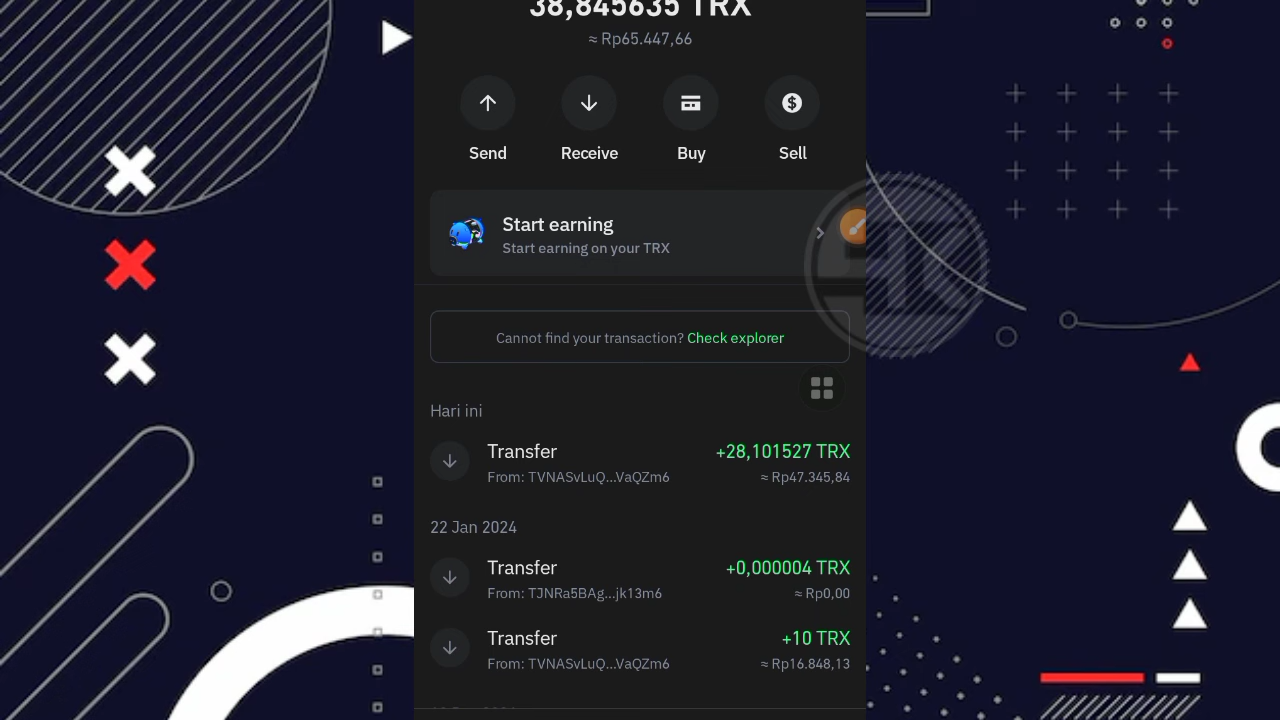 38,845635 TRX
≈ Rp65.447,66
Send Receive Buy Sell
Start earning
Start earning on your TRX
Cannot find your transaction? Check explorer
Hari ini
Transfer +28,101527 TRX
From: TVNASvLuQ...VaQZm6 ≈ Rp47.345,84
22 Jan 2024
Transfer +0,000004 TRX
From: TJNRa5BAg...jk13m6 ≈ Rp0,00
Transfer +10 TRX
From: TVNASvLuQ...VaQZm6 ≈ Rp16.848,13